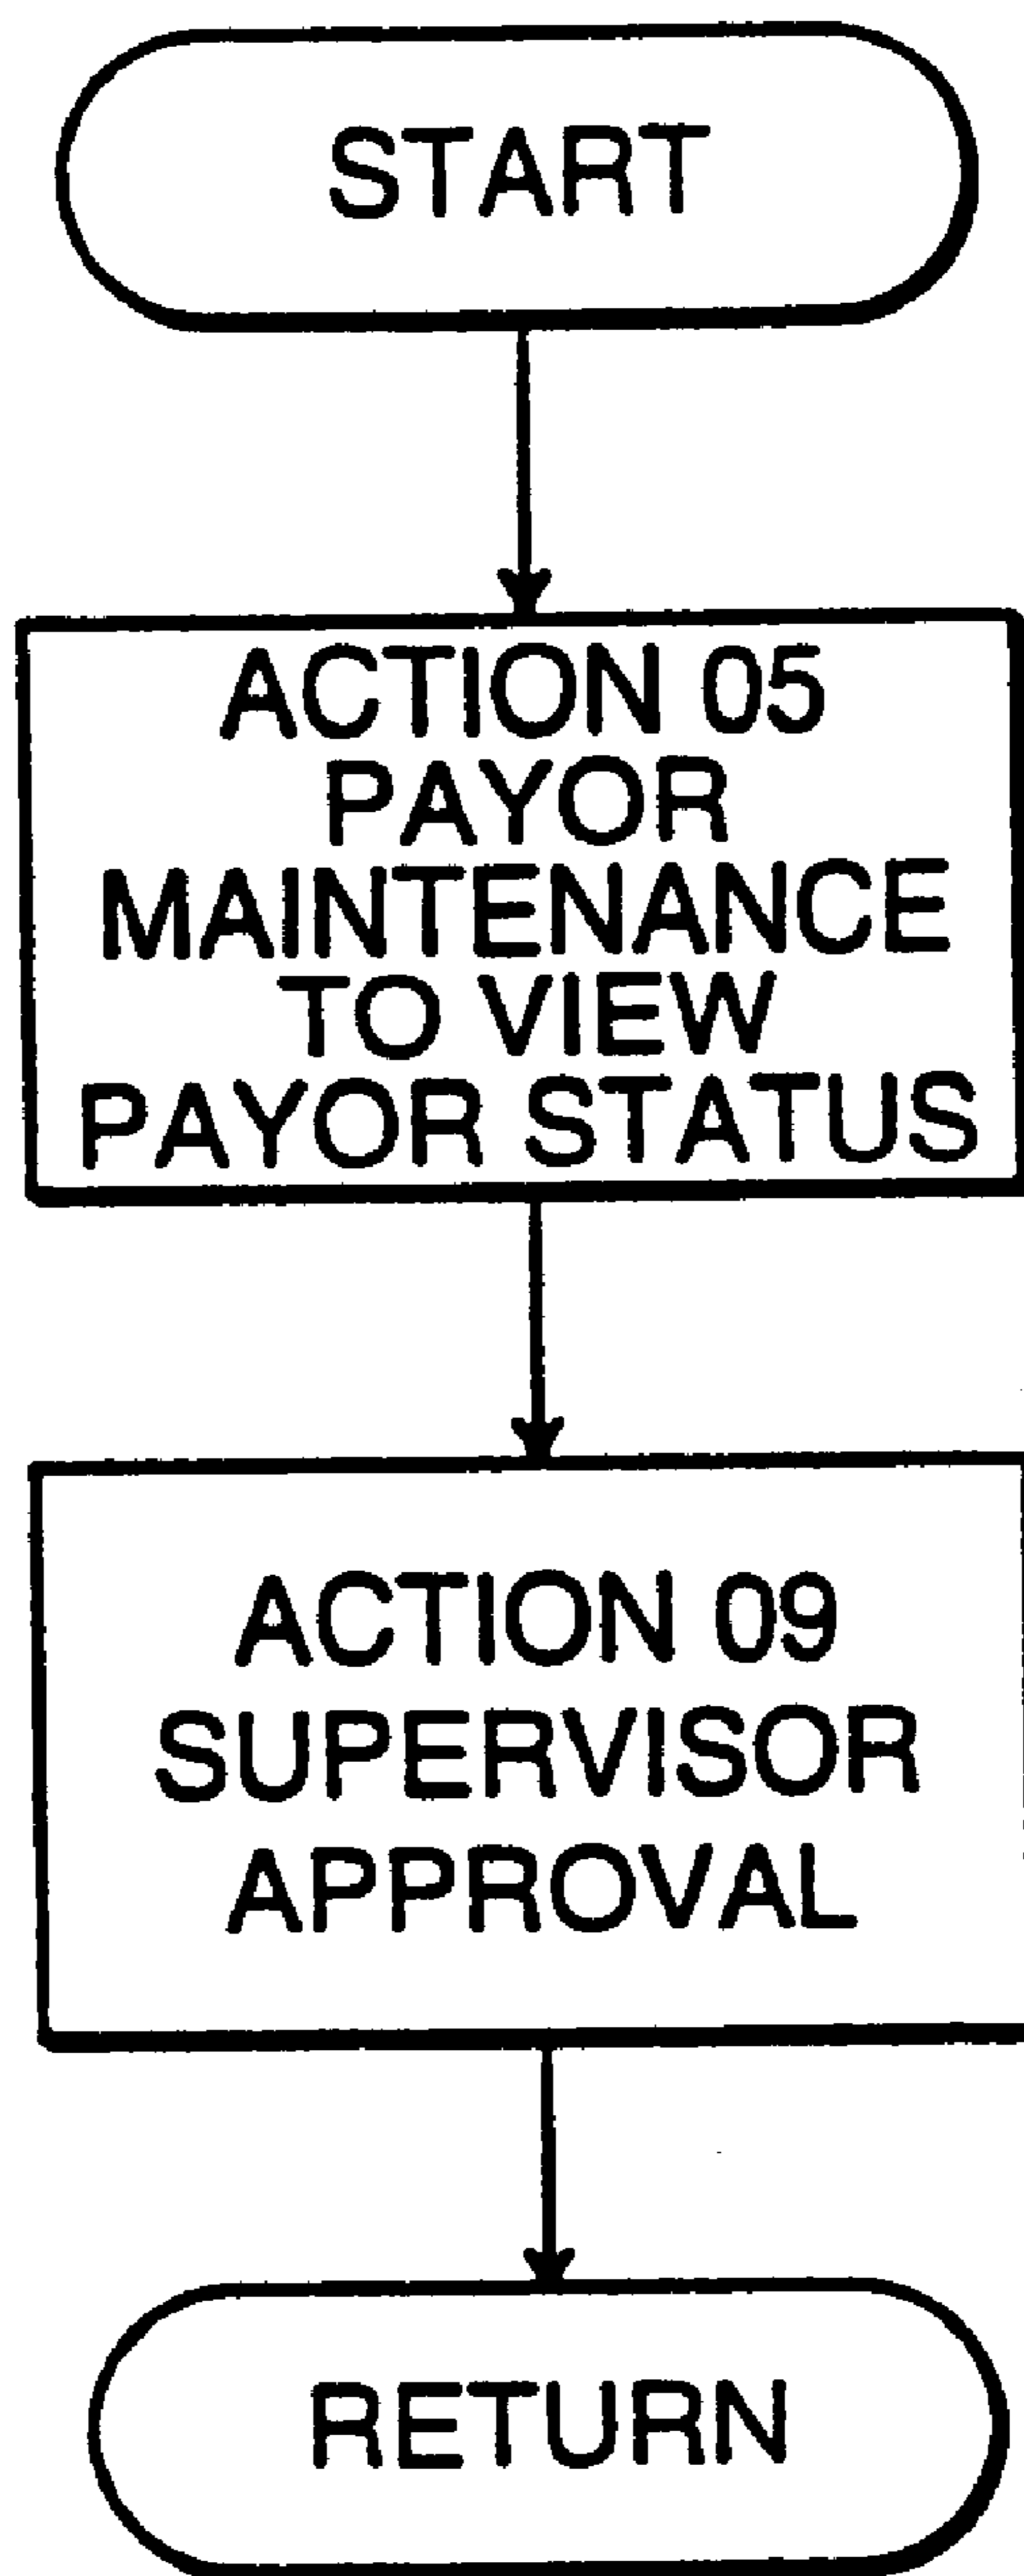 START
ACTION 05
PAYOR
MAINTENANCE
TO VIEW
PAYOR STATUS
ACTION 09
SUPERVISOR
APPROVAL
RETURN